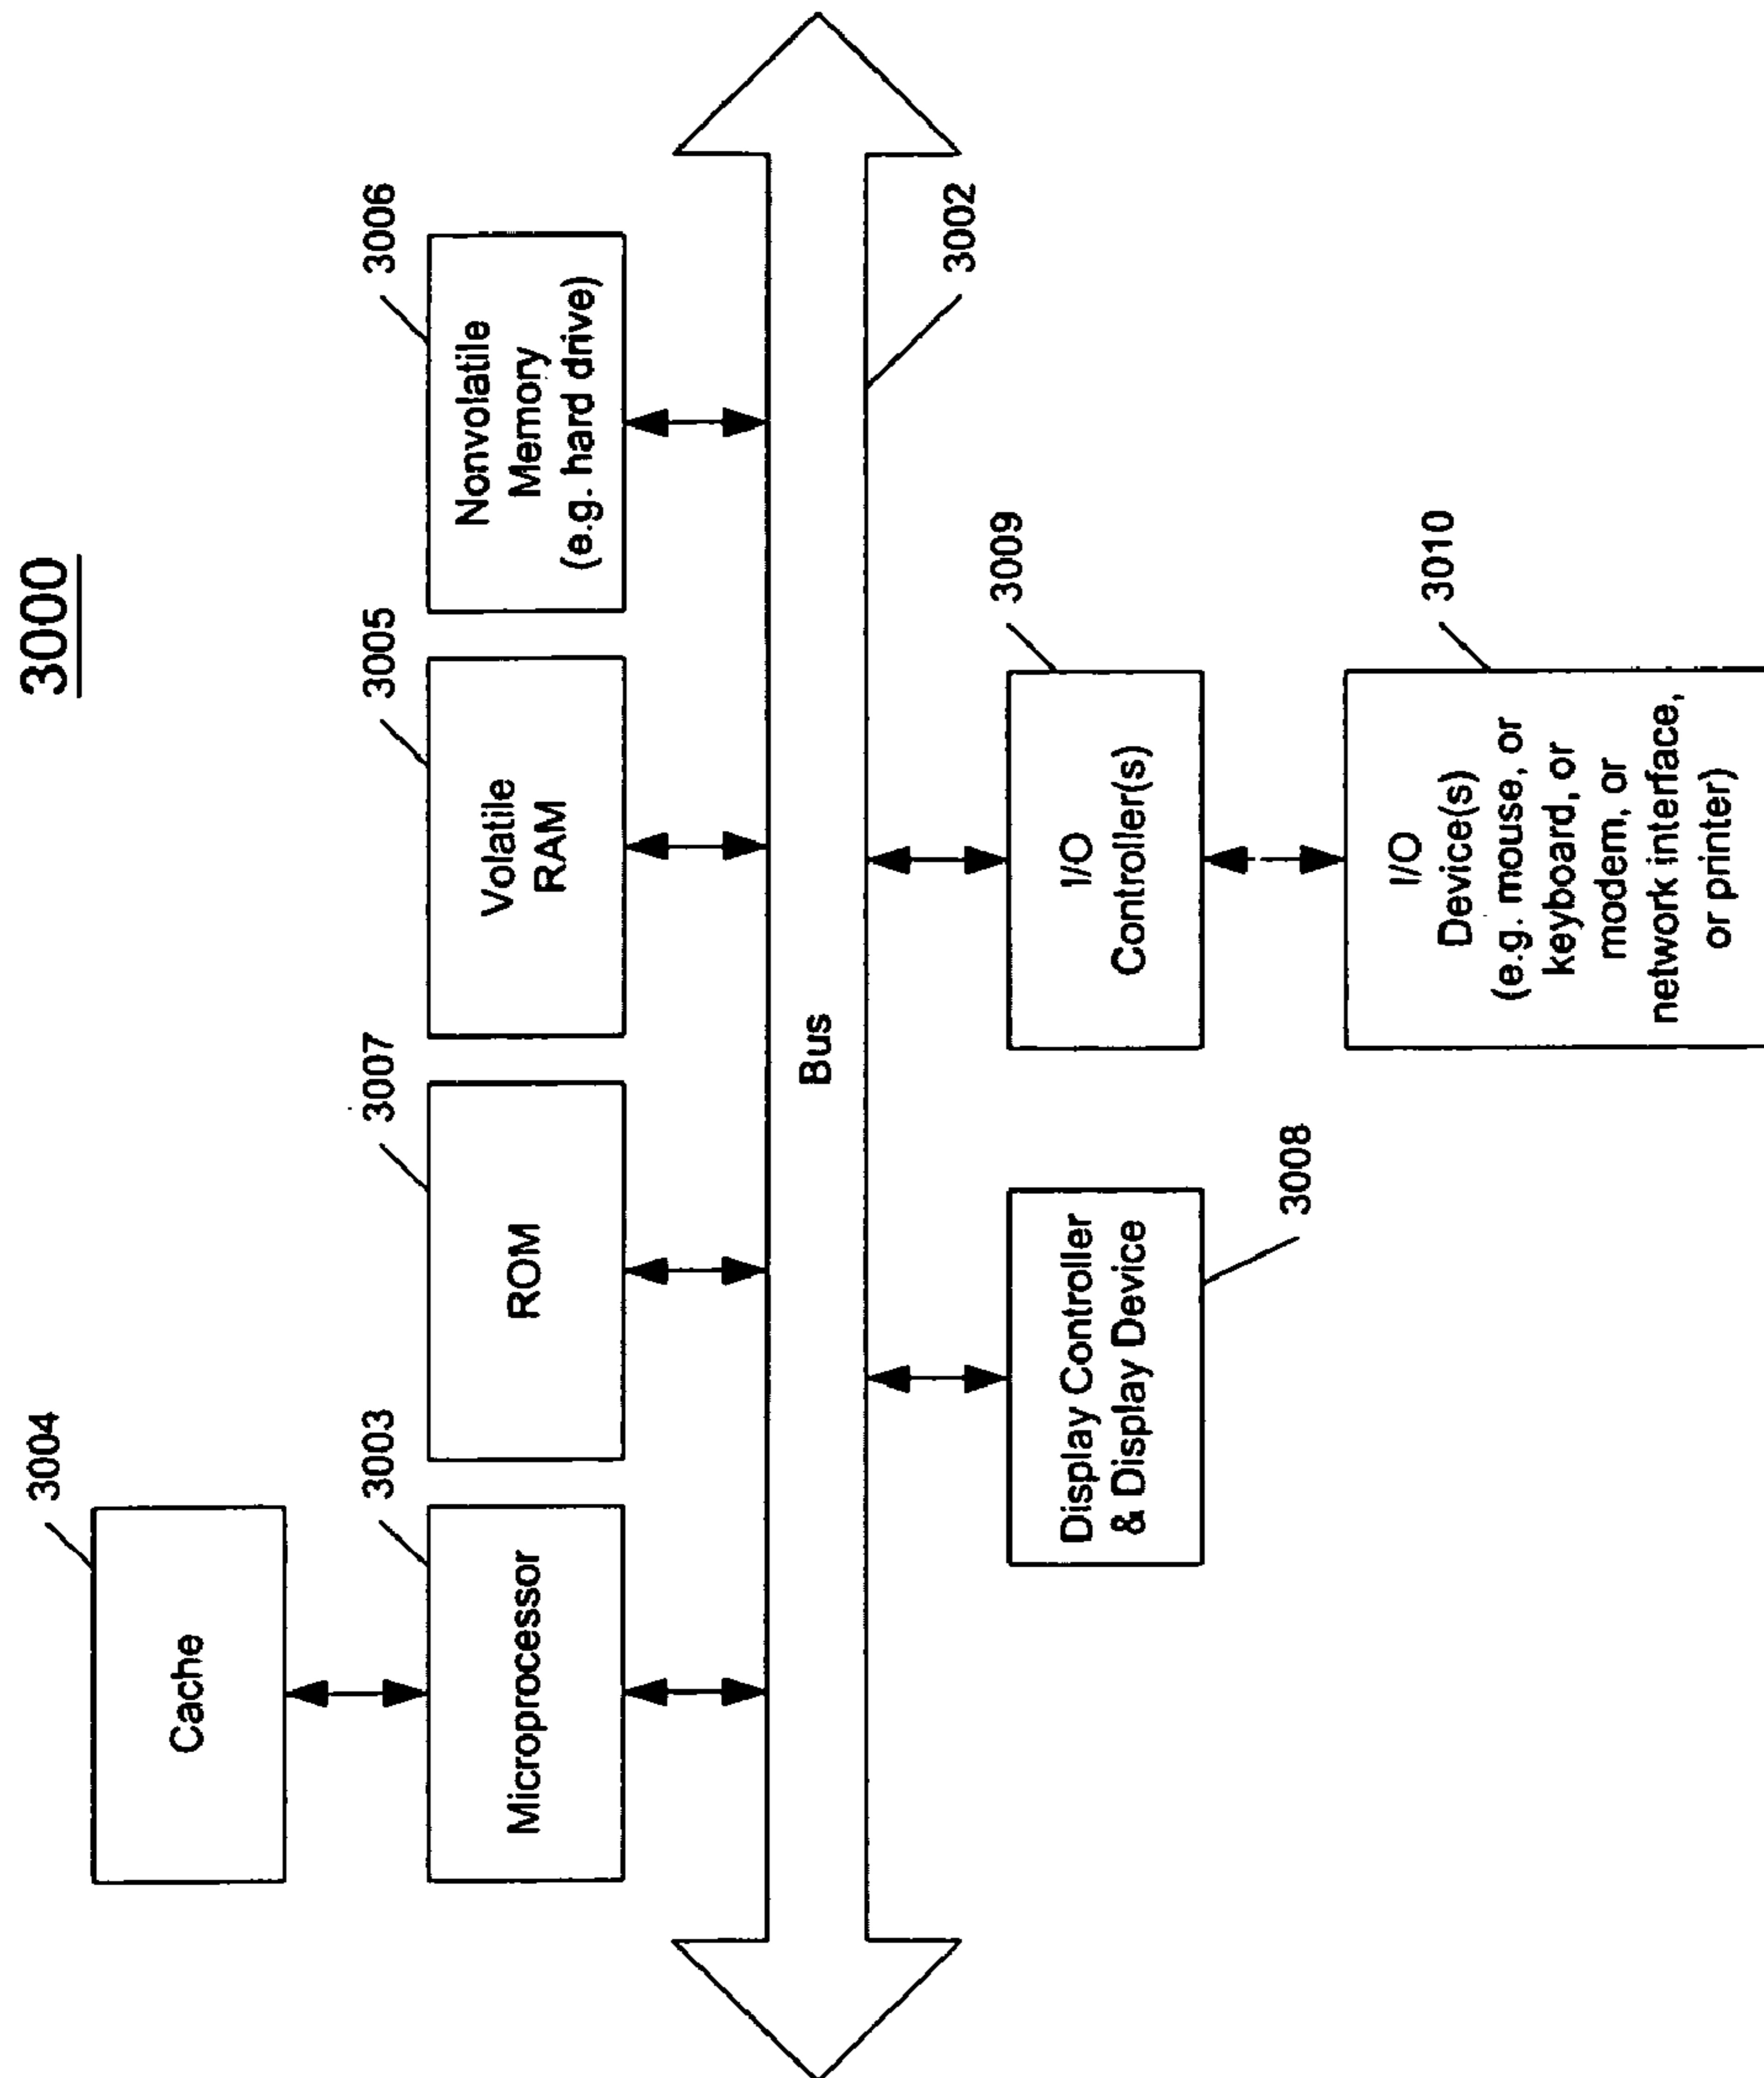 3000
3004
Cache
3003
Microprocessor
3007
ROM
3005
Volatile
RAM
3006
Nonvolatile
Memory
(e.g. hard drive)
Bus
3002
3008
Display Controller
& Display Device
3009
I/O
Controller(s)
3010
I/O
Device(s)
(e.g. mouse, or
keyboard, or
modem, or
network interface,
or printer)